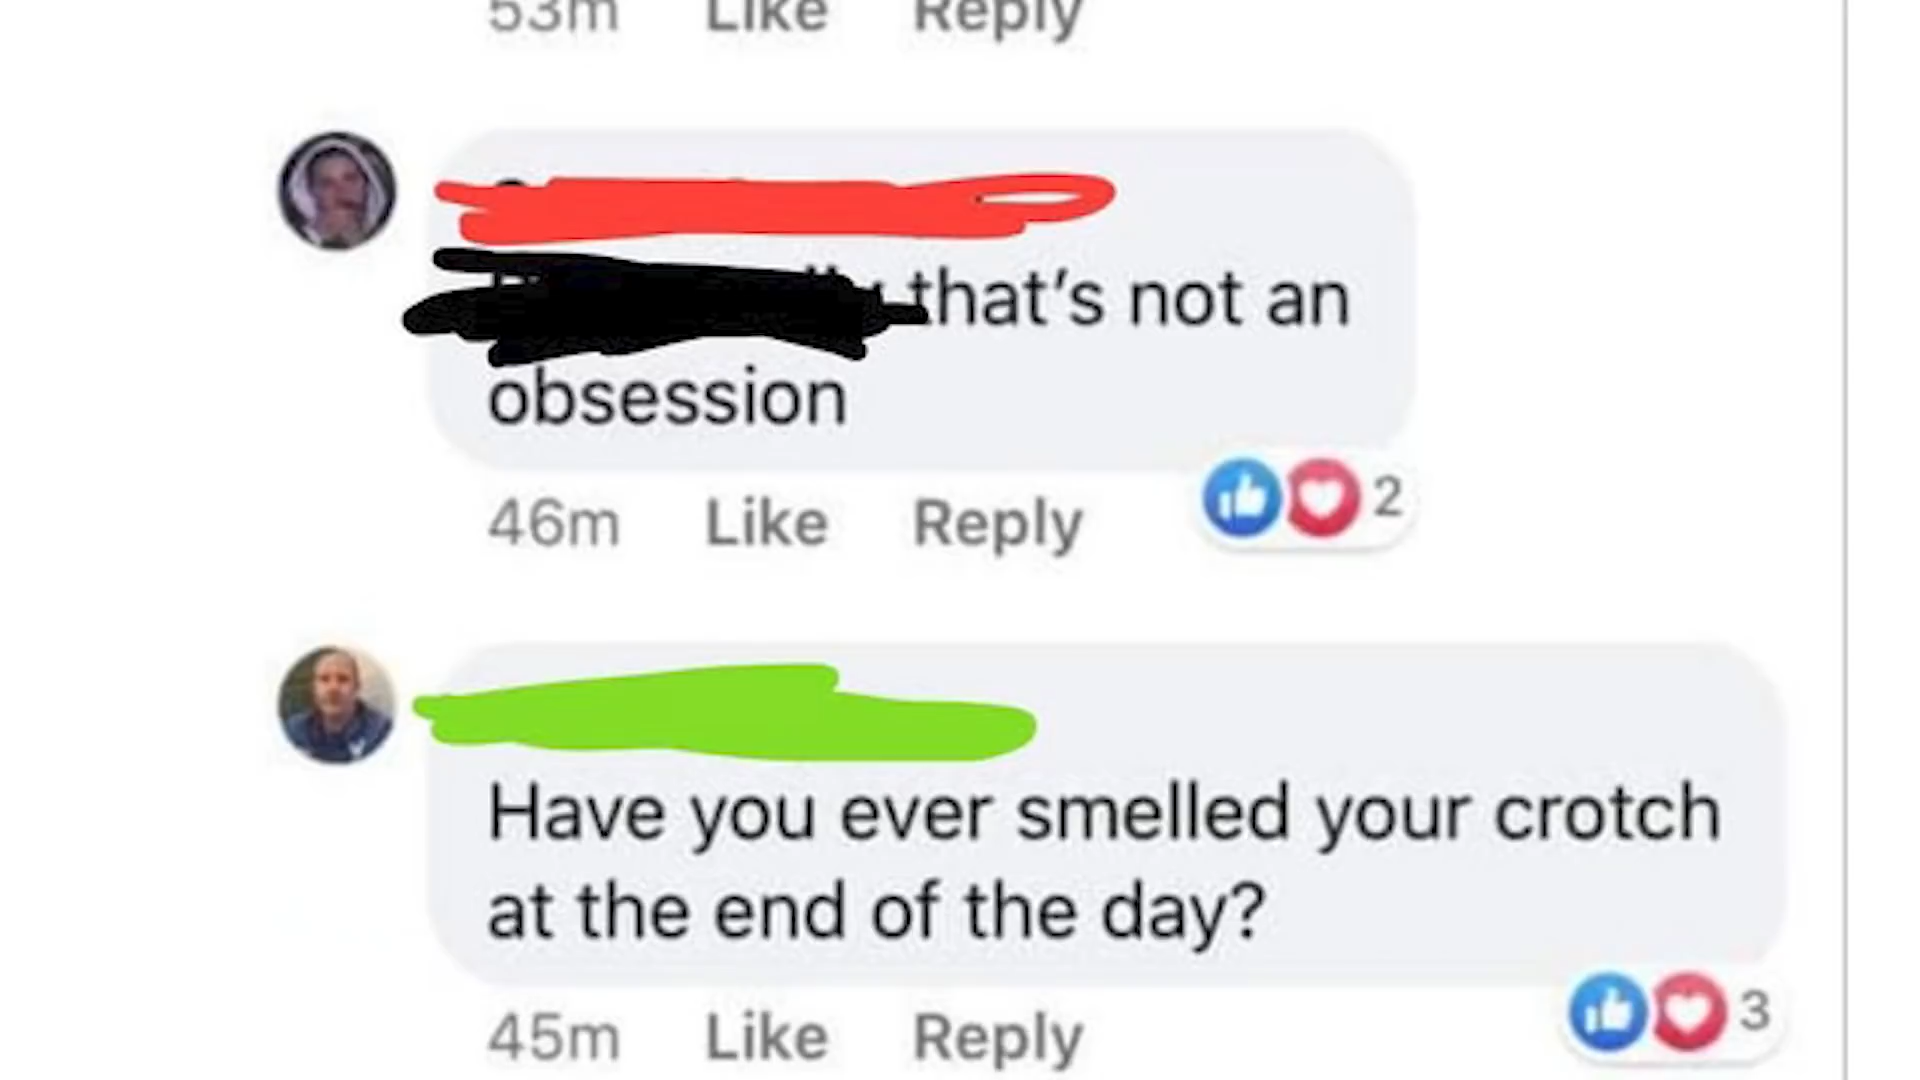 53m Like Reply
that's not an
obsession
46m Like Reply 2
Have you ever smelled your crotch
at the end of the day?
45m Like Reply 3